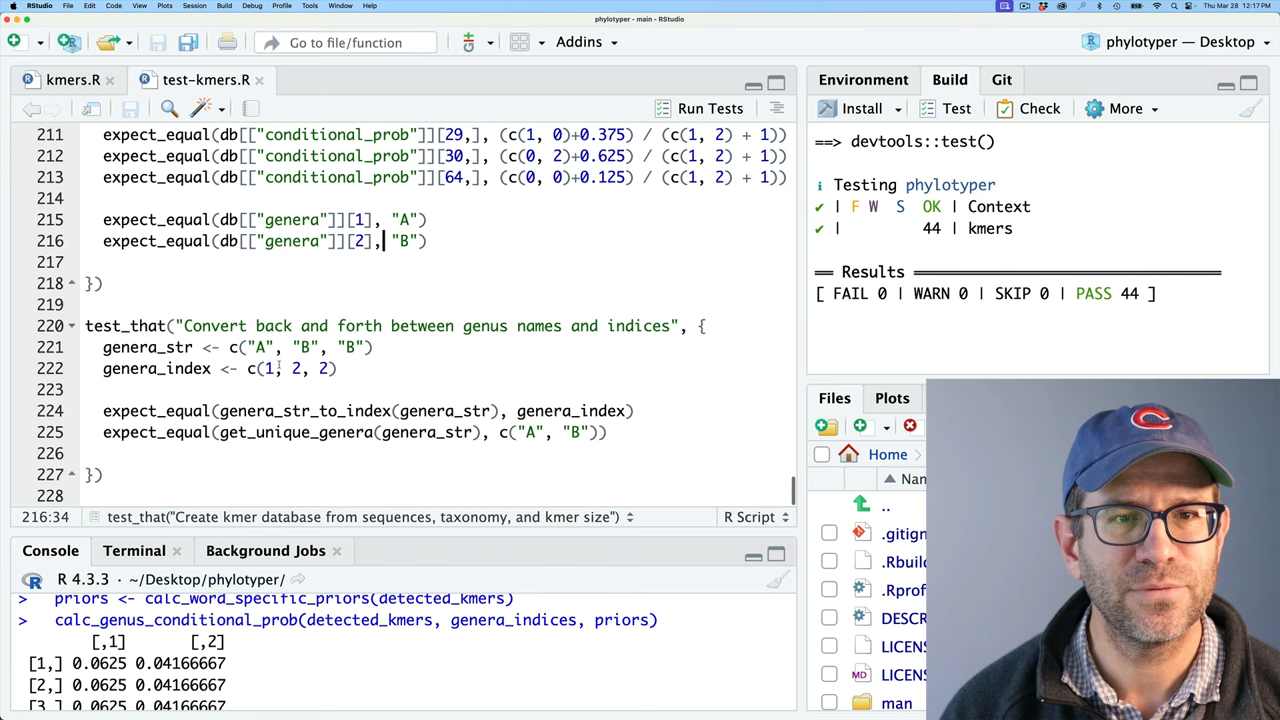 RStudio File Edit Code View Plots Session Build Debug Profile Tools Window Help Thu Mar 28 12:17 PM
phylotyper - main - RStudio
Go to file/function Addins phylotyper — Desktop
kmers.R test-kmers.R
Run Tests
211 expect_equal(db[["conditional_prob"]][29,], (c(1, 0)+0.375) / (c(1, 2) + 1))
212 expect_equal(db[["conditional_prob"]][30,], (c(0, 2)+0.625) / (c(1, 2) + 1))
213 expect_equal(db[["conditional_prob"]][64,], (c(0, 0)+0.125) / (c(1, 2) + 1))
214
215 expect_equal(db[["genera"]][1], "A")
216 expect_equal(db[["genera"]][2], "B")
217
218 })
219
220 test_that("Convert back and forth between genus names and indices", {
221 genera_str <- c("A", "B", "B")
222 genera_index <- c(1, 2, 2)
223
224 expect_equal(genera_str_to_index(genera_str), genera_index)
225 expect_equal(get_unique_genera(genera_str), c("A", "B"))
226
227 })
228
216:34 test_that("Create kmer database from sequences, taxonomy, and kmer size") R Script
Console Terminal Background Jobs
R 4.3.3 · ~/Desktop/phylotyper/
> priors <- calc_word_specific_priors(detected_kmers)
> calc_genus_conditional_prob(detected_kmers, genera_indices, priors)
[,1] [,2]
[1,] 0.0625 0.04166667
[2,] 0.0625 0.04166667
[3,] 0.0625 0.04166667
Environment Build Git
Install Test Check More
==> devtools::test()
ℹ Testing phylotyper
✔ | F W S OK | Context
✔ | 44 | kmers
══ Results ════════════════════
[ FAIL 0 | WARN 0 | SKIP 0 | PASS 44 ]
Files Plots
Home
Nan
..
.gitign
.Rbuil
.Rprof
DESCR
LICEN
LICEN
man
C